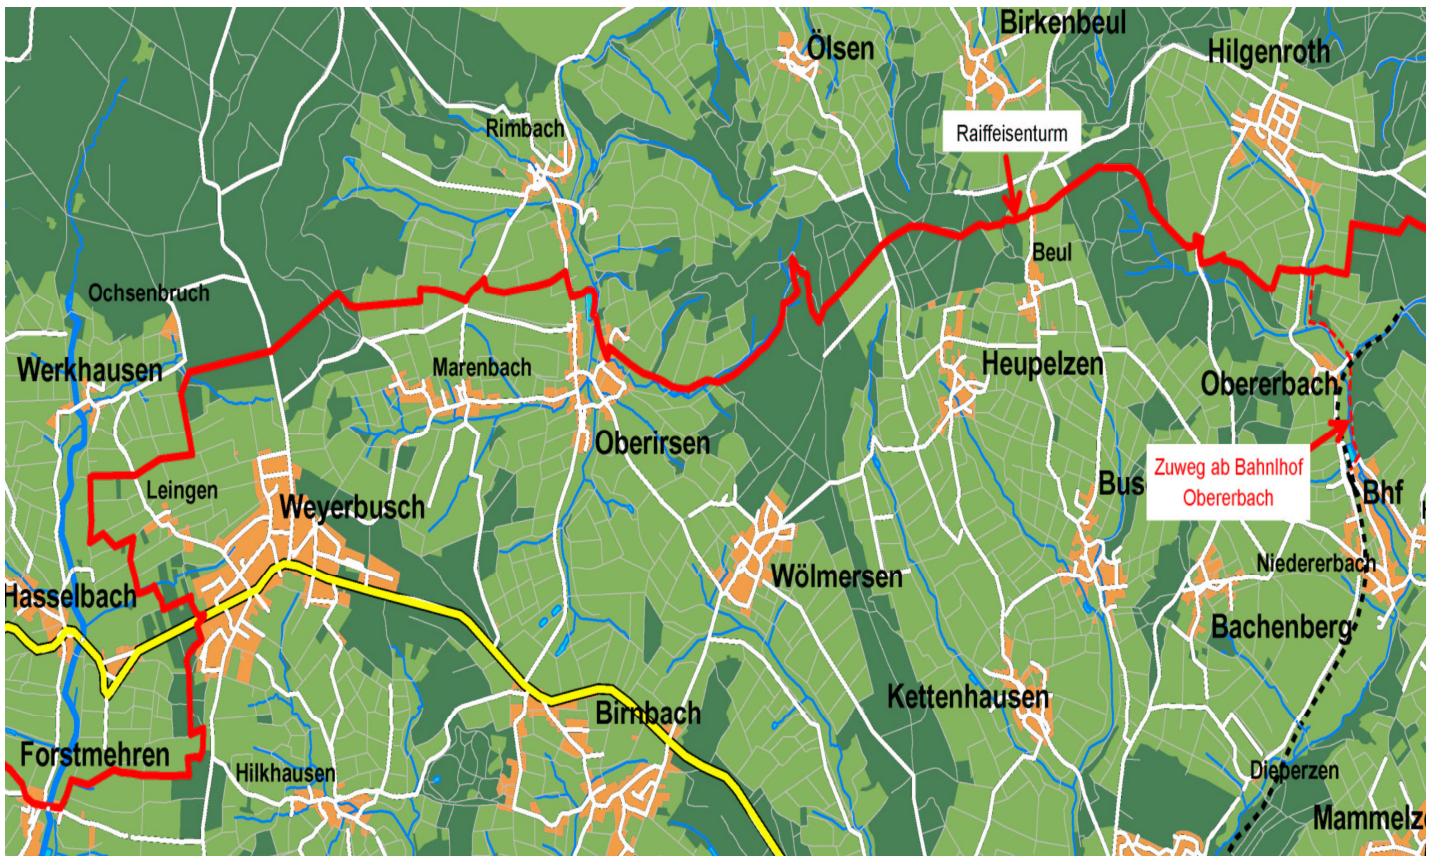 Birkenbeul
Ölsen
Hilgenroth
Rimbach
Raiffeisenturm
Beul
Ochsenbruch
Werkhausen
Marenbach
Heupelzen
Obererbach
Oberirsen
Zuweg ab Bahnlhof
Obererbach
Leingen
Weyerbusch
Bus
Bhf
Wölmersen
Niedererbach
Hasselbach
Bachenberg
Kettenhausen
Birnbach
Forstmehren
Hilkhausen
Dieperzen
Mammelz